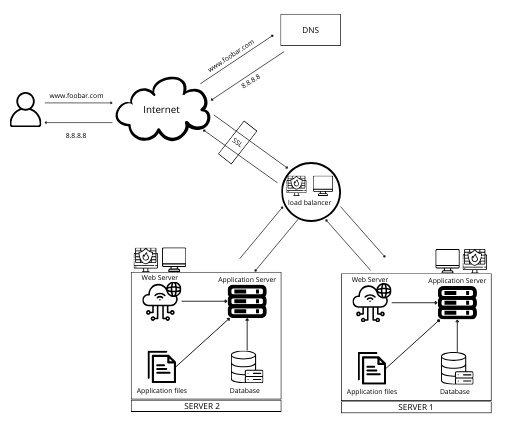 DNS
www.foobar.com
8.8.8.8
www.foobar.com
Internet
8.8.8.8
SSL
load balancer
Web Server
Application Server
Application files
Database
SERVER 2
Web Server
Application Server
Application files
Database
SERVER 1